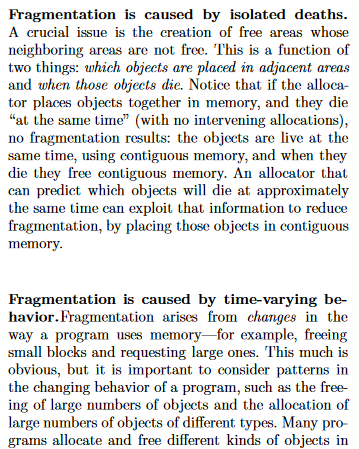 Fragmentation is caused by isolated deaths.
A crucial issue is the creation of free areas whose
neighboring areas are not free. This is a function of
two things: which objects are placed in adjacent areas
and when those objects die. Notice that if the alloca-
tor places objects together in memory, and they die
“at the same time” (with no intervening allocations),
no fragmentation results: the objects are live at the
same time, using contiguous memory, and when they
die they free contiguous memory. An allocator that
can predict which objects will die at approximately
the same time can exploit that information to reduce
fragmentation, by placing those objects in contiguous
memory.
Fragmentation is caused by time-varying be-
havior.Fragmentation arises from changes in the
way a program uses memory—for example, freeing
small blocks and requesting large ones. This much is
obvious, but it is important to consider patterns in
the changing behavior of a program, such as the free-
ing of large numbers of objects and the allocation of
large numbers of objects of different types. Many pro-
grams allocate and free different kinds of objects in